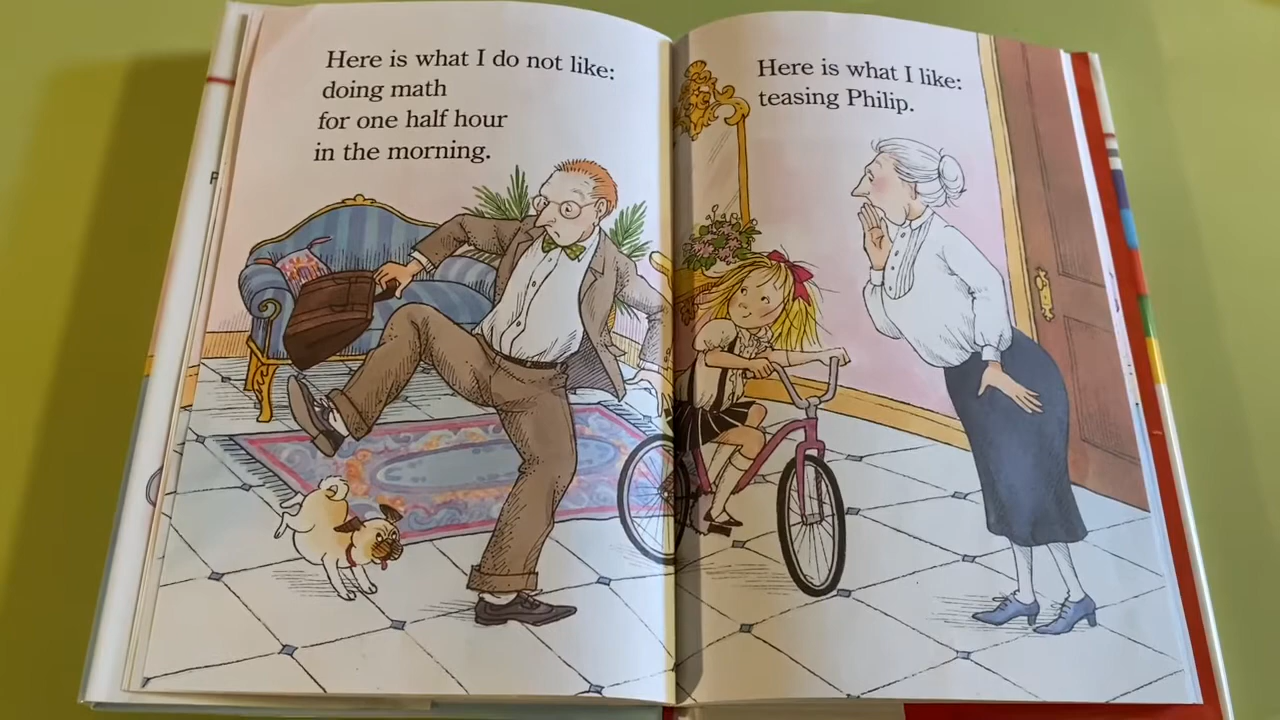 Here is what I do not like:
doing math
for one half hour
in the morning.
Here is what I like:
teasing Philip.